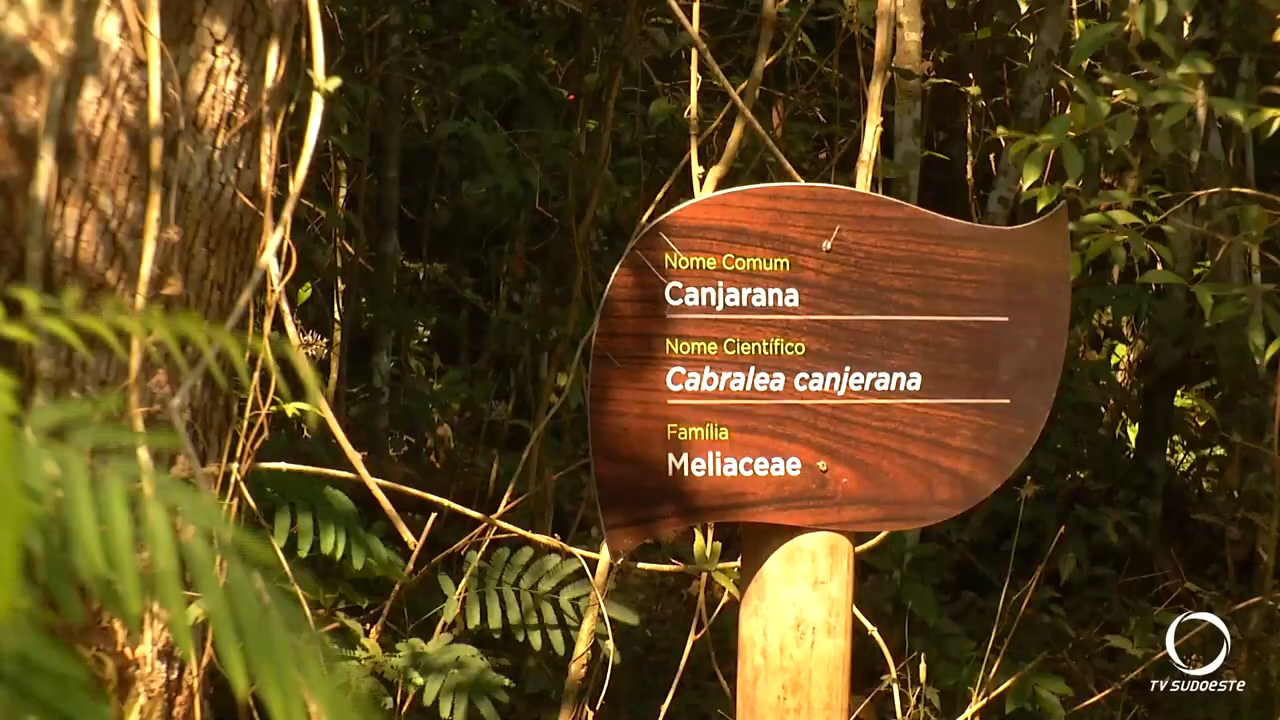 Nome Comum
Canjarana
Nome Científico
Cabralea canjerana
Família
Meliaceae
TV SUDOESTE